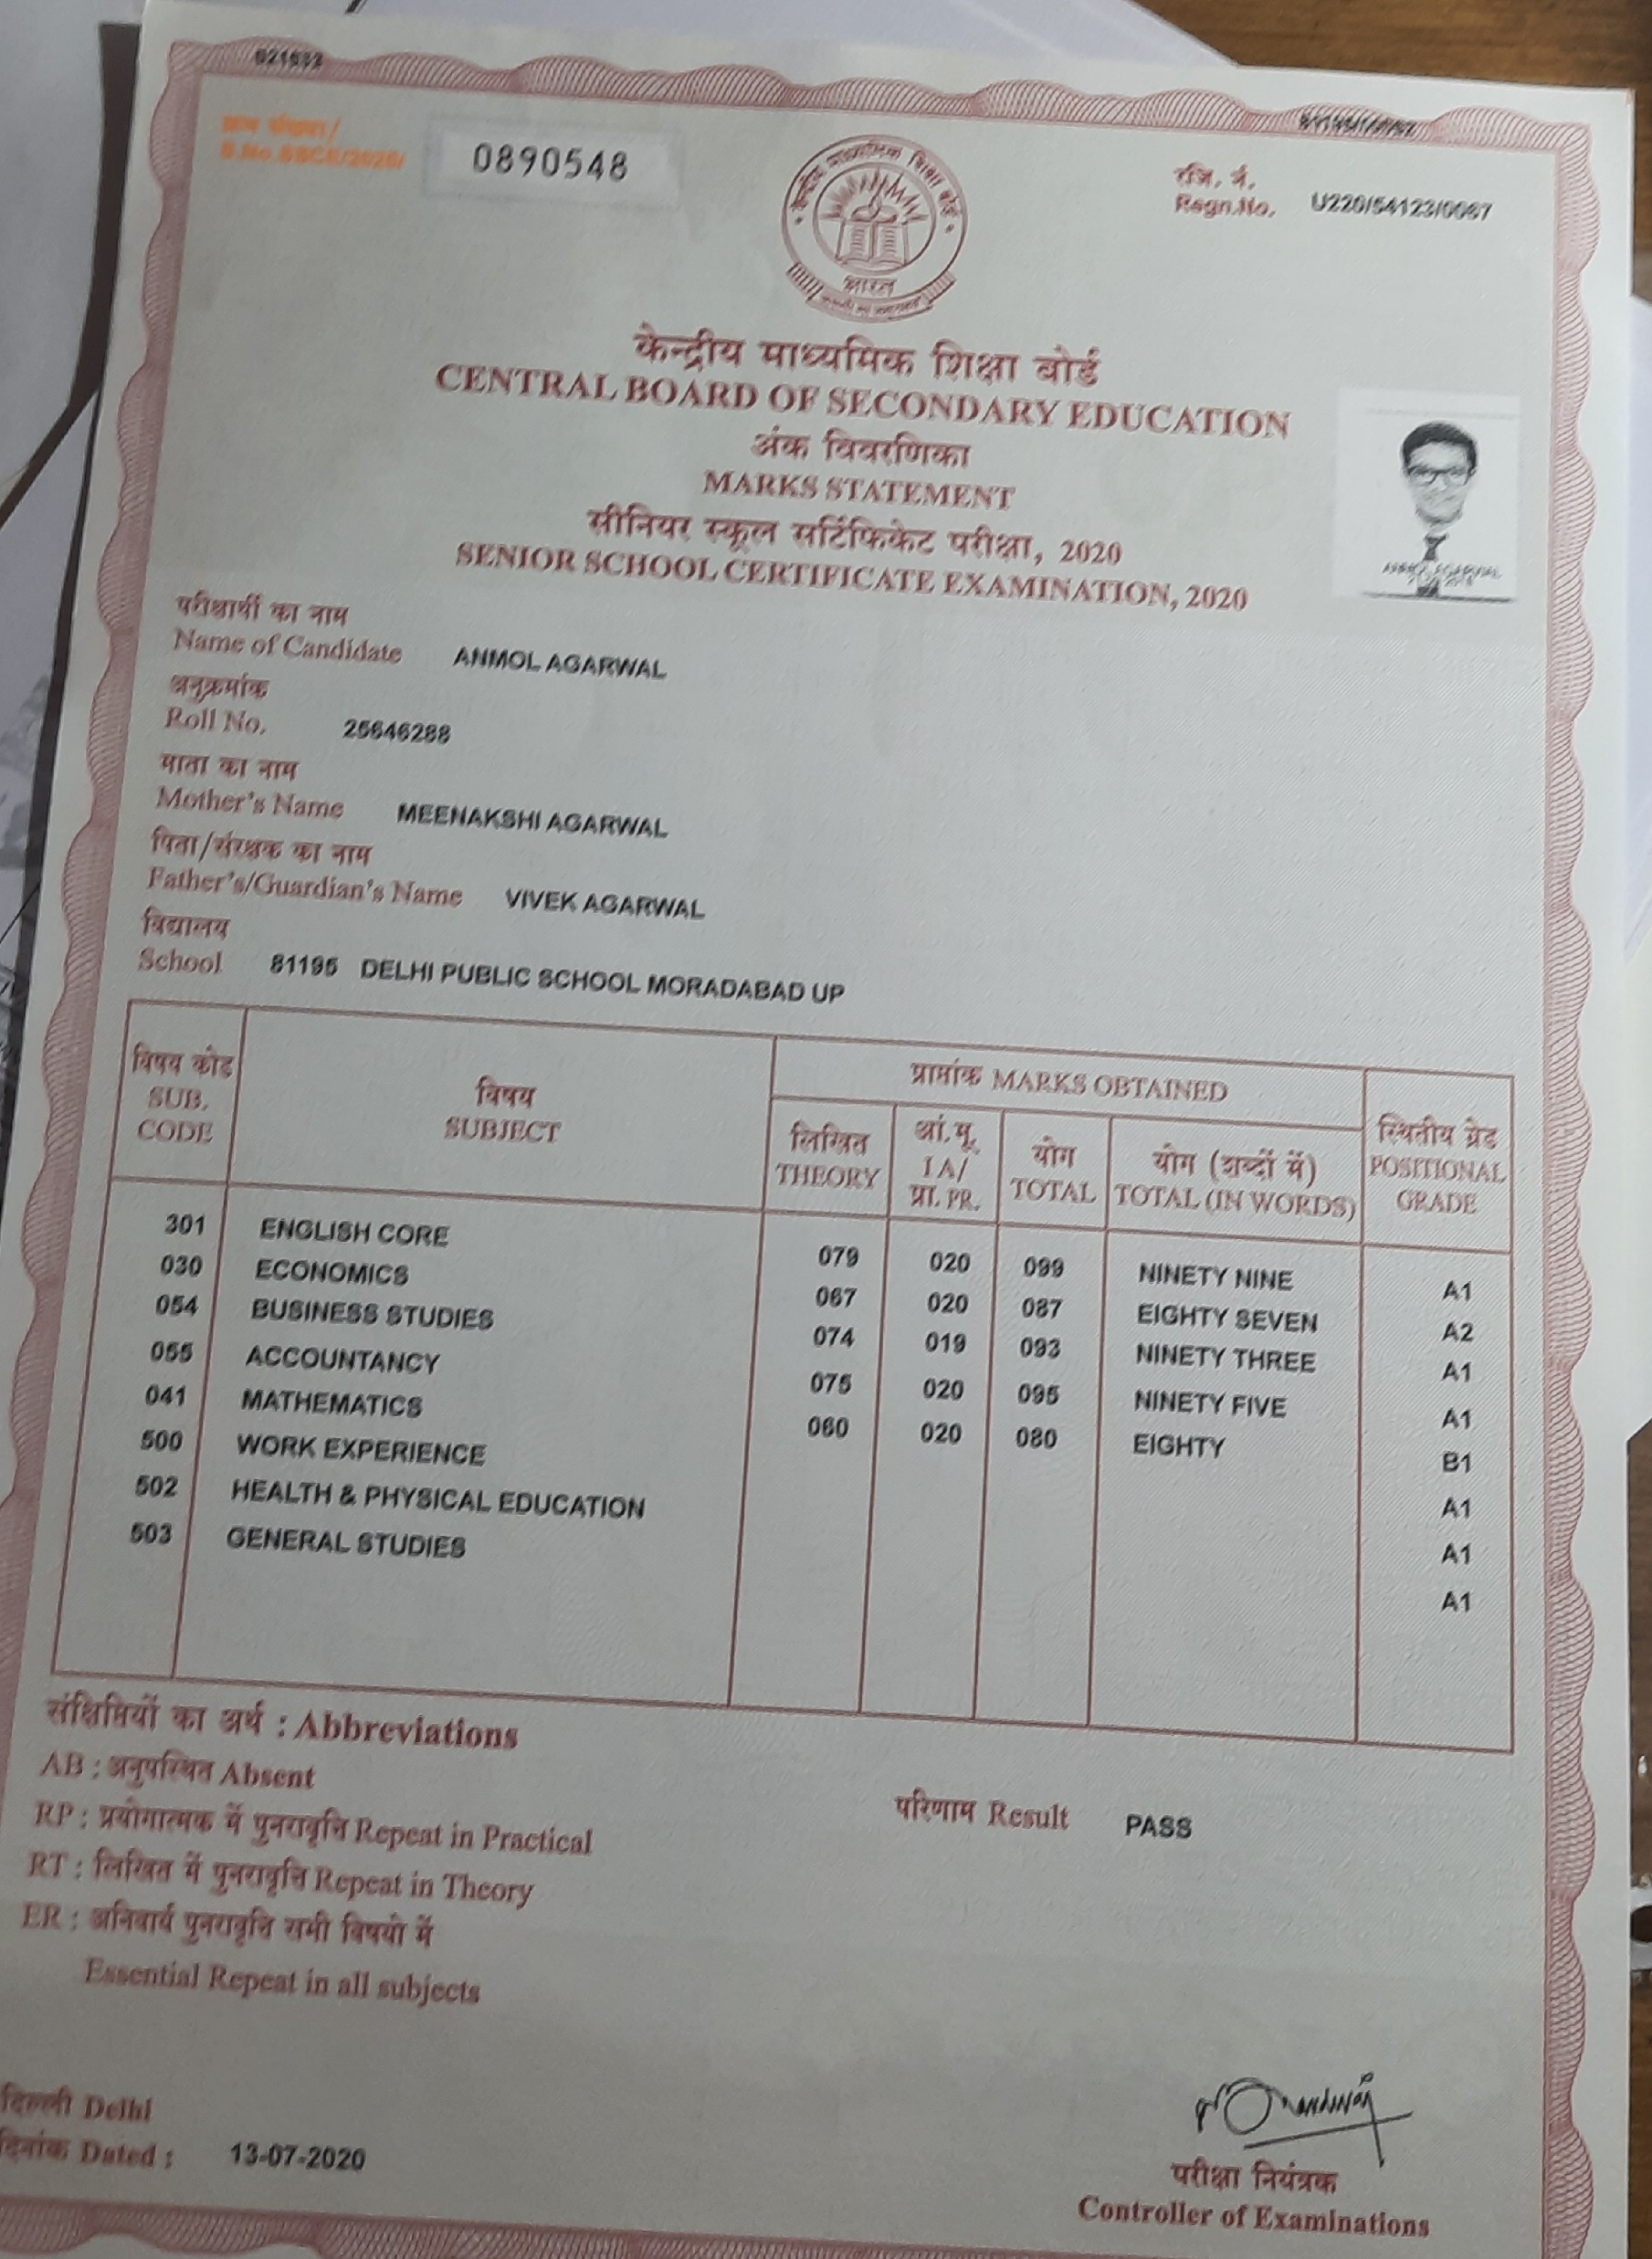 0890548
रजि. नं.
Regn.No. U220/54123/0067
केन्द्रीय माध्यमिक शिक्षा बोर्ड
भारत
केन्द्रीय माध्यमिक शिक्षा बोर्ड
CENTRAL BOARD OF SECONDARY EDUCATION
अंक विवरणिका
MARKS STATEMENT
सीनियर स्कूल सर्टिफिकेट परीक्षा, 2020
SENIOR SCHOOL CERTIFICATE EXAMINATION, 2020
ANMOL AGARWAL
परीक्षार्थी का नाम
Name of Candidate ANMOL AGARWAL
अनुक्रमांक
Roll No. 25646288
माता का नाम
Mother's Name MEENAKSHI AGARWAL
पिता/संरक्षक का नाम
Father's/Guardian's Name VIVEK AGARWAL
विद्यालय
School 81195 DELHI PUBLIC SCHOOL MORADABAD UP
विषय कोड
SUB.
CODE
विषय
SUBJECT
प्राप्तांक MARKS OBTAINED
लिखित
THEORY
आं.मू.
IA/
प्रा. PR.
योग
TOTAL
योग (शब्दों में)
TOTAL (IN WORDS)
स्थितीय ग्रेड
POSITIONAL
GRADE
301 ENGLISH CORE 079 020 099 NINETY NINE A1
030 ECONOMICS 067 020 087 EIGHTY SEVEN A2
054 BUSINESS STUDIES 074 019 093 NINETY THREE A1
055 ACCOUNTANCY 075 020 095 NINETY FIVE A1
041 MATHEMATICS 060 020 080 EIGHTY B1
500 WORK EXPERIENCE A1
502 HEALTH & PHYSICAL EDUCATION A1
503 GENERAL STUDIES A1
संक्षिप्तियों का अर्थ : Abbreviations
AB : अनुपस्थित Absent
RP : प्रयोगात्मक में पुनरावृत्ति Repeat in Practical
RT : लिखित में पुनरावृत्ति Repeat in Theory
ER : अनिवार्य पुनरावृत्ति सभी विषयों में
Essential Repeat in all subjects
परिणाम Result PASS
दिल्ली Delhi
दिनांक Dated : 13-07-2020
परीक्षा नियंत्रक
Controller of Examinations